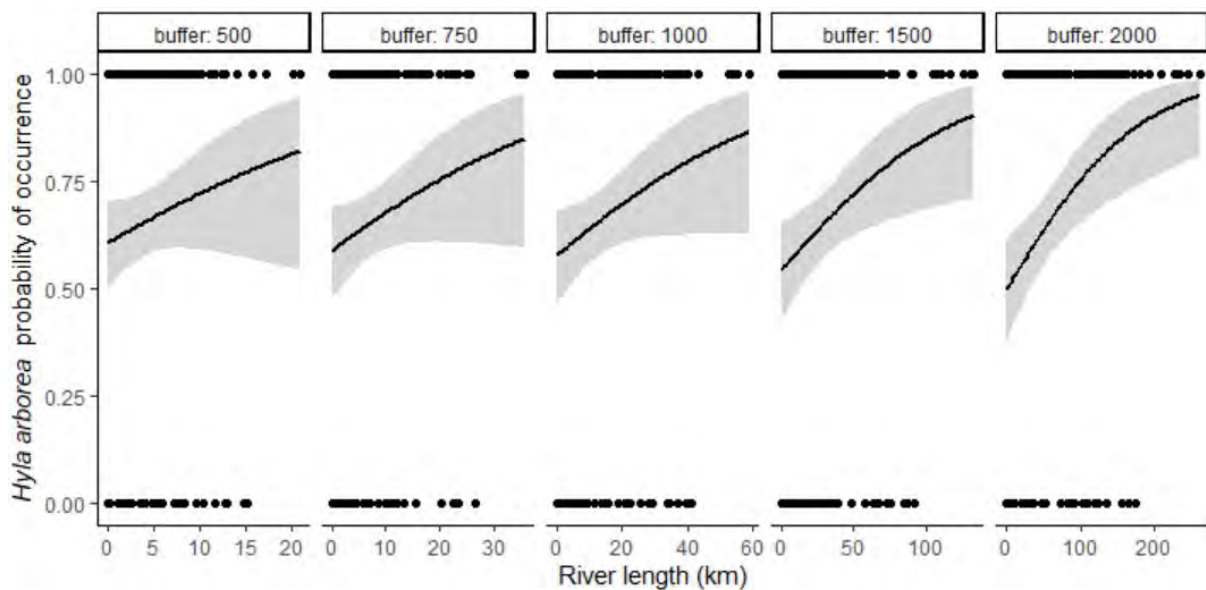 buffer: 500 buffer: 750 buffer: 1000 buffer: 1500 buffer: 2000
Hyla arborea probability of occurrence
1.00
0.75
0.50
0.25
0.00
0 5 10 15 20 0 10 20 30 0 20 40 60 0 50 100 0 100 200
River length (km)